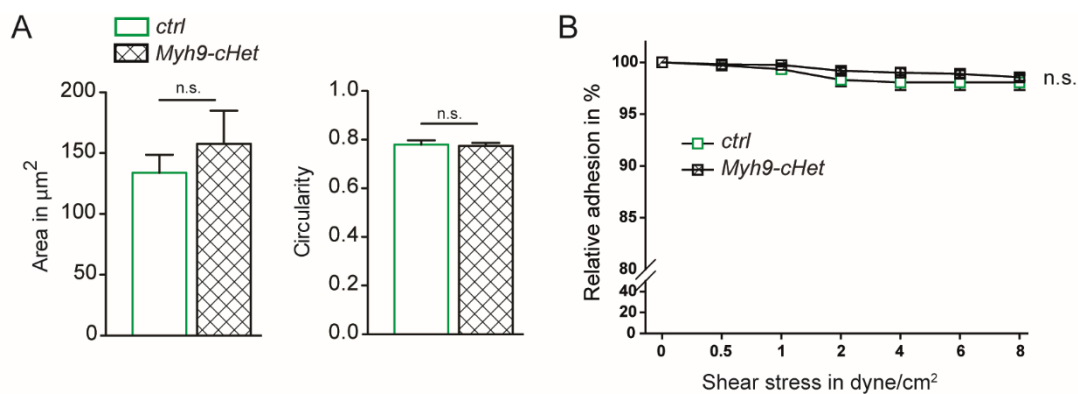 A
ctrl
Myh9-cHet
Area in µm²
200
150
100
50
0
n.s.
Circularity
1.0
0.8
0.6
0.4
0.2
0.0
n.s.
B
Relative adhesion in %
100
95
90
85
80
40
20
0
n.s.
ctrl
Myh9-cHet
0 0.5 1 2 4 6 8
Shear stress in dyne/cm²